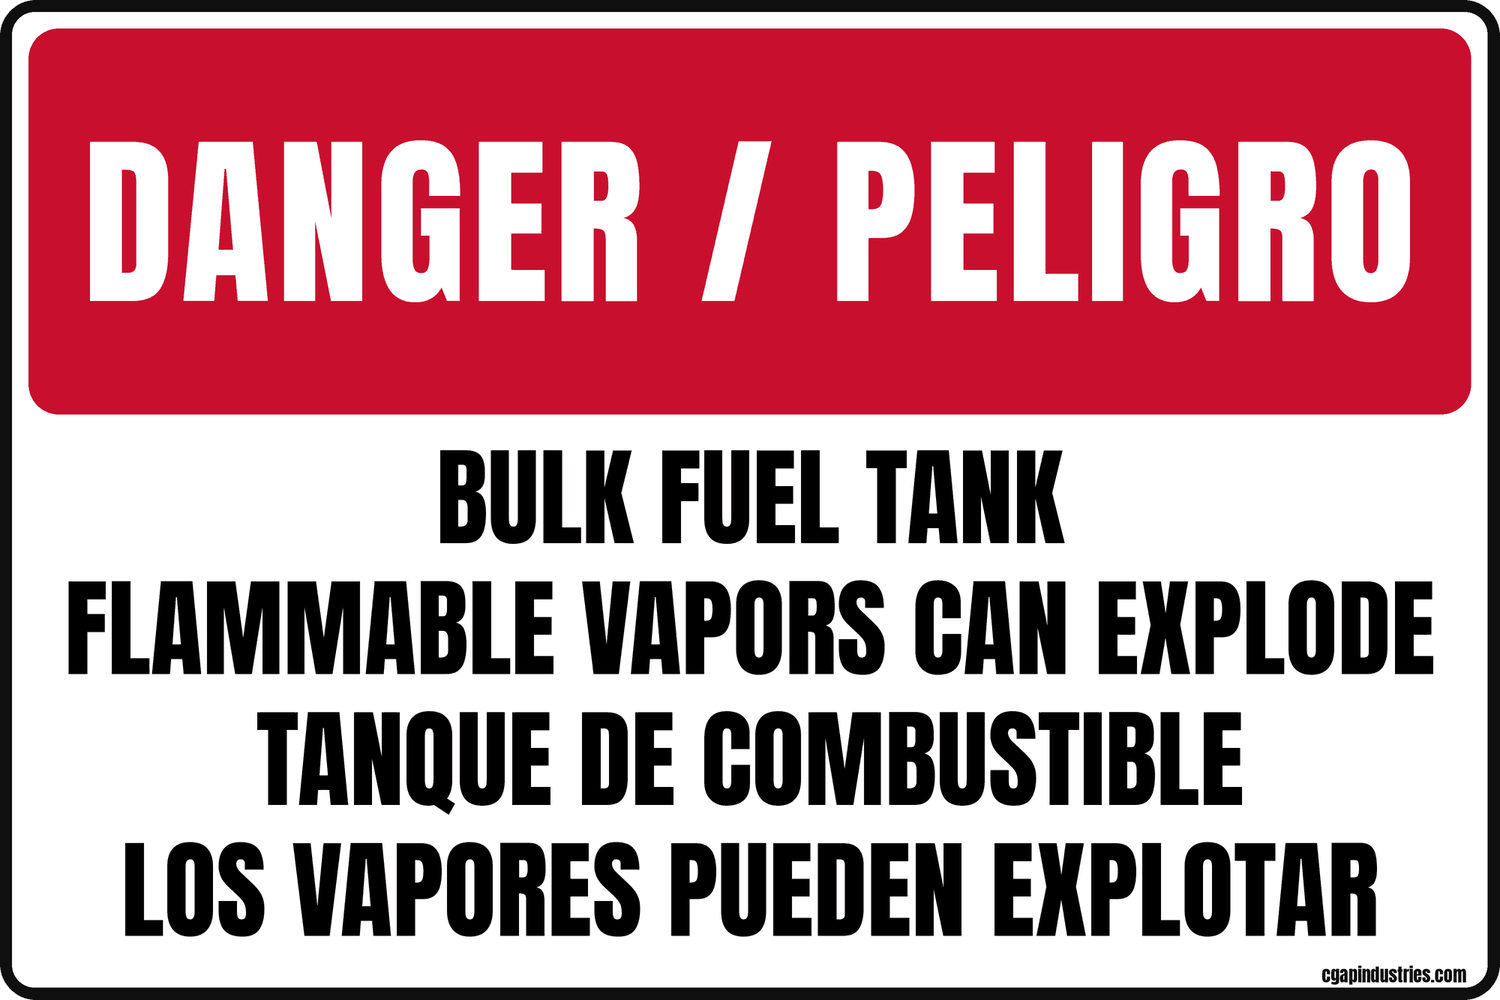 DANGER / PELIGRO
BULK FUEL TANK
FLAMMABLE VAPORS CAN EXPLODE
TANQUE DE COMBUSTIBLE
LOS VAPORES PUEDEN EXPLOTAR
cgapindustries.com